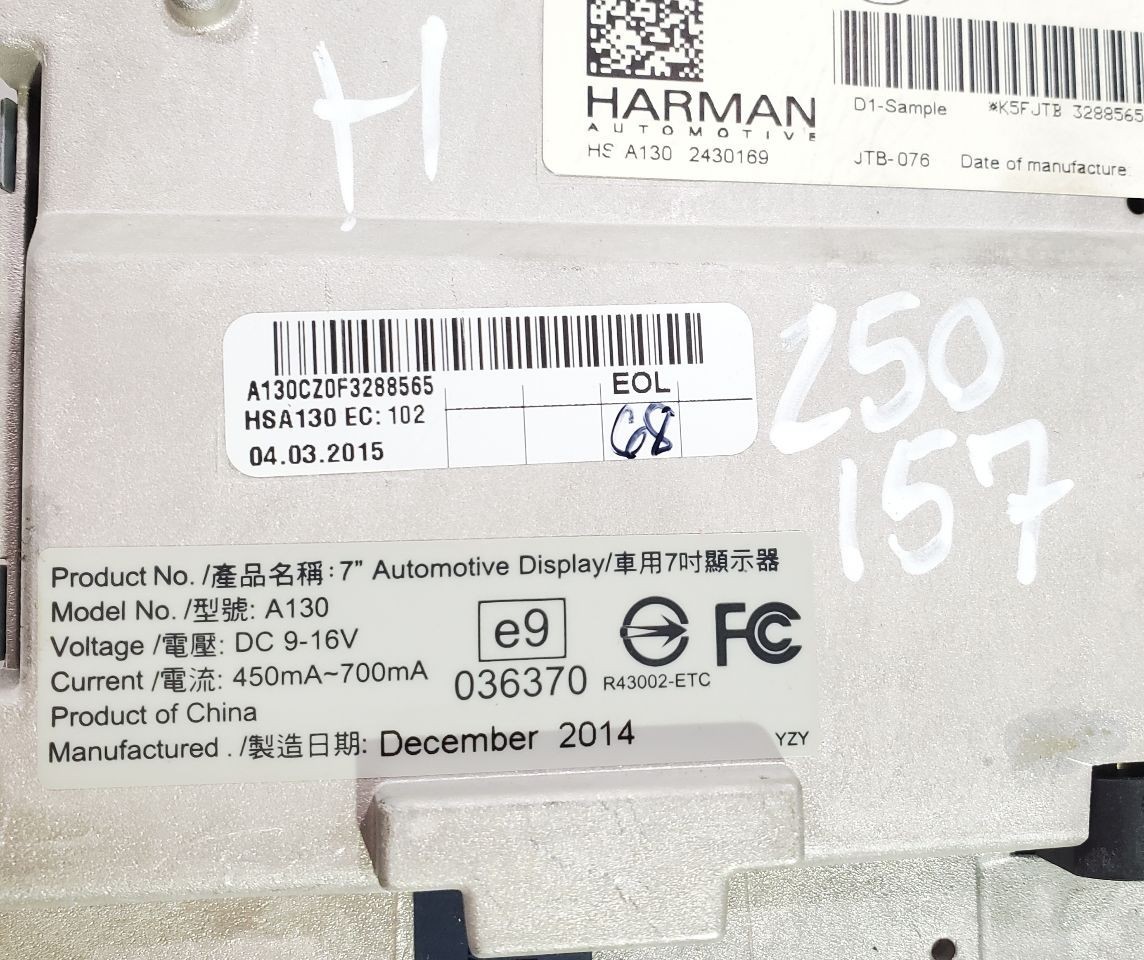 H
HARMAN
AUTOMOTIVE
HS A130 2430169
D1-Sample *K5FJTB 3288565
JTB-076 Date of manufacture:
A130CZ0F3288565
HSA130 EC: 102
04.03.2015
EOL
68
250
157
Product No. /產品名稱: 7" Automotive Display/車用7吋顯示器
Model No. /型號: A130
Voltage /電壓: DC 9-16V
Current /電流: 450mA~700mA
Product of China
Manufactured . /製造日期: December 2014
e9
036370
R43002-ETC
FC
YZY